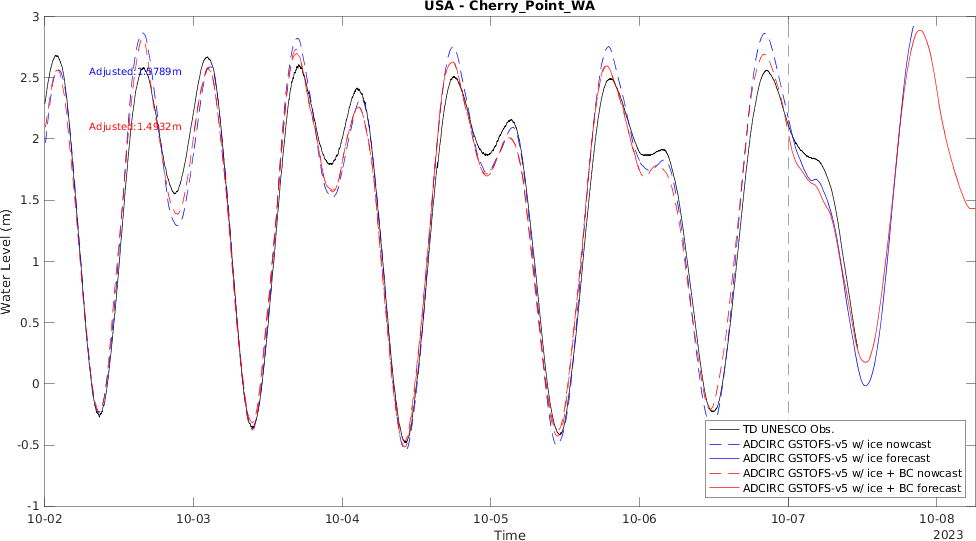 USA - Cherry_Point_WA
3
2.5
2
1.5
1
0.5
0
-0.5
-1
Water Level (m)
Adjusted:1.5789m
Adjusted:1.4932m
TD UNESCO Obs.
ADCIRC GSTOFS-v5 w/ ice nowcast
ADCIRC GSTOFS-v5 w/ ice forecast
ADCIRC GSTOFS-v5 w/ ice + BC nowcast
ADCIRC GSTOFS-v5 w/ ice + BC forecast
10-02 10-03 10-04 10-05 10-06 10-07 10-08
Time
2023